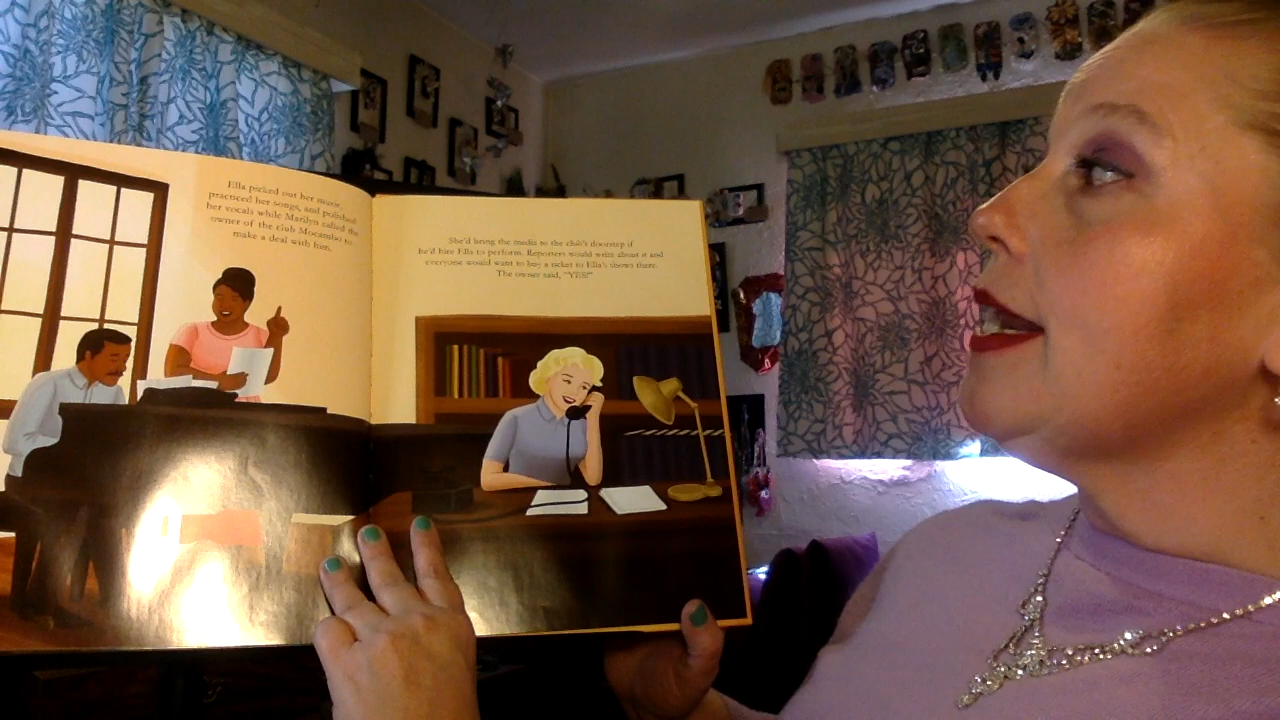 Ella picked out her music,
practiced her songs, and polished
her vocals while Marilyn called the
owner of the club Mocambo to
make a deal with him.
She'd bring the media to the club's doorstep if
he'd hire Ella to perform. Reporters would write about it and
everyone would want to buy a ticket to Ella's shows there.
The owner said, "YES!"